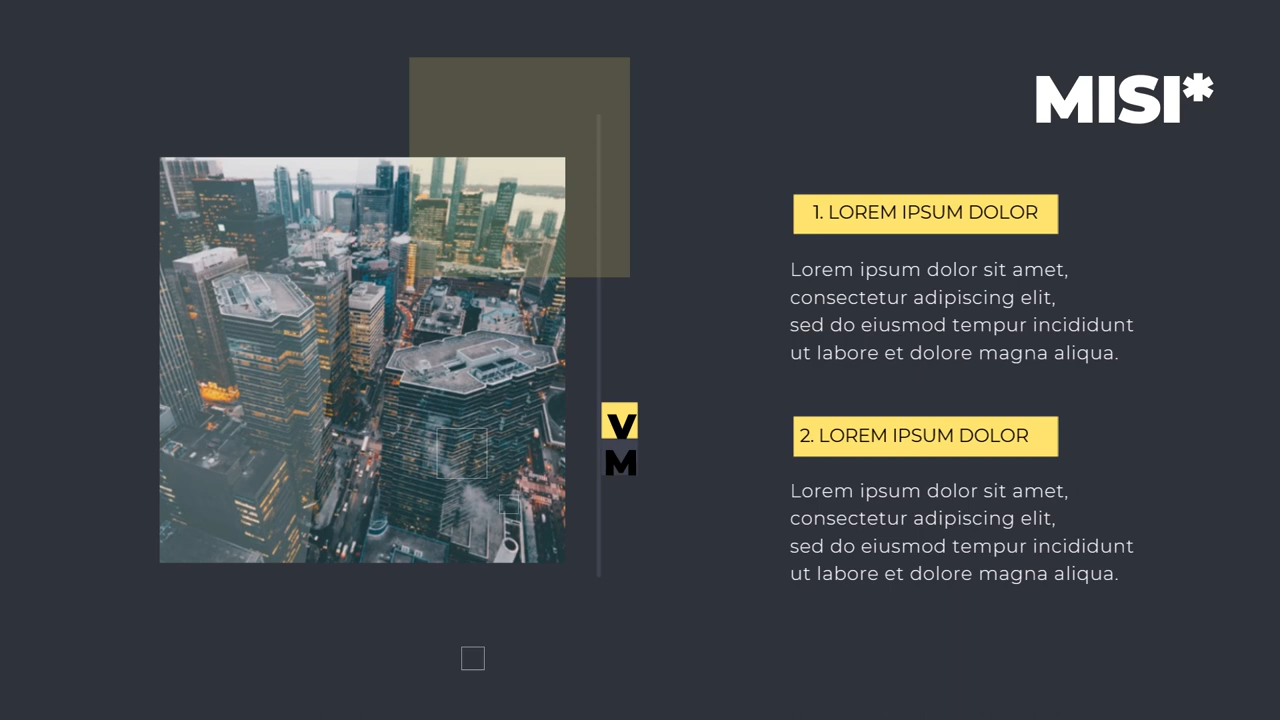 MISI*
1. LOREM IPSUM DOLOR
Lorem ipsum dolor sit amet,
consectetur adipiscing elit,
sed do eiusmod tempur incididunt
ut labore et dolore magna aliqua.
V
M
2. LOREM IPSUM DOLOR
Lorem ipsum dolor sit amet,
consectetur adipiscing elit,
sed do eiusmod tempur incididunt
ut labore et dolore magna aliqua.